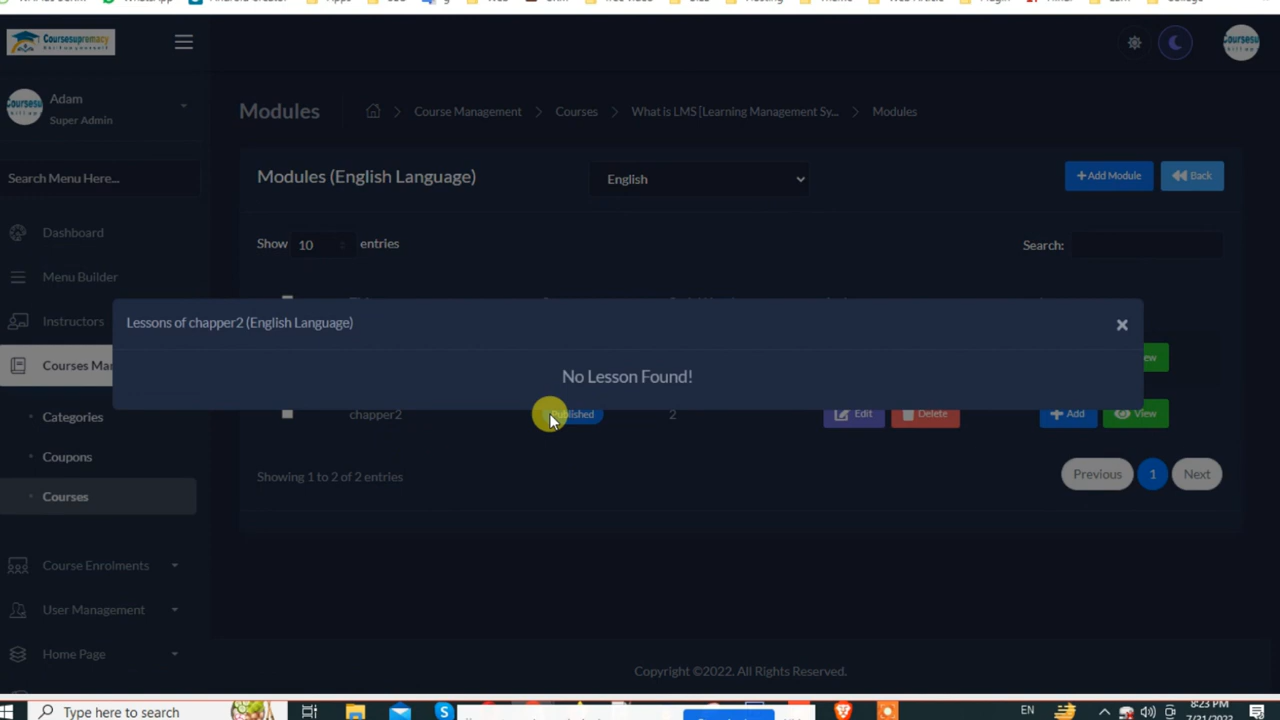 Coursesupremacy
Adam
Super Admin
Search Menu Here...
Dashboard
Menu Builder
Instructors
Courses Ma
Categories
Coupons
Courses
Course Enrolments
User Management
Home Page
Modules
Course Management
Courses
What is LMS [Learning Management Sy...
Modules
Modules (English Language)
English
+Add Module
Back
Show 10 entries
Search:
Lessons of chapper2 (English Language)
×
No Lesson Found!
chapper2
2
Edit
Delete
Add
View
Showing 1 to 2 of 2 entries
Previous
1
Next
Copyright ©2022. All Rights Reserved.
Type here to search
EN
8:23 PM